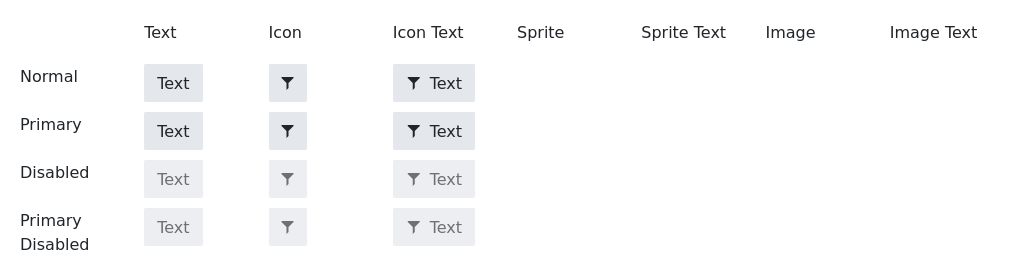 Text Icon Icon Text Sprite Sprite Text Image Image Text
Normal Text Text
Primary Text Text
Disabled Text Text
Primary Disabled Text Text